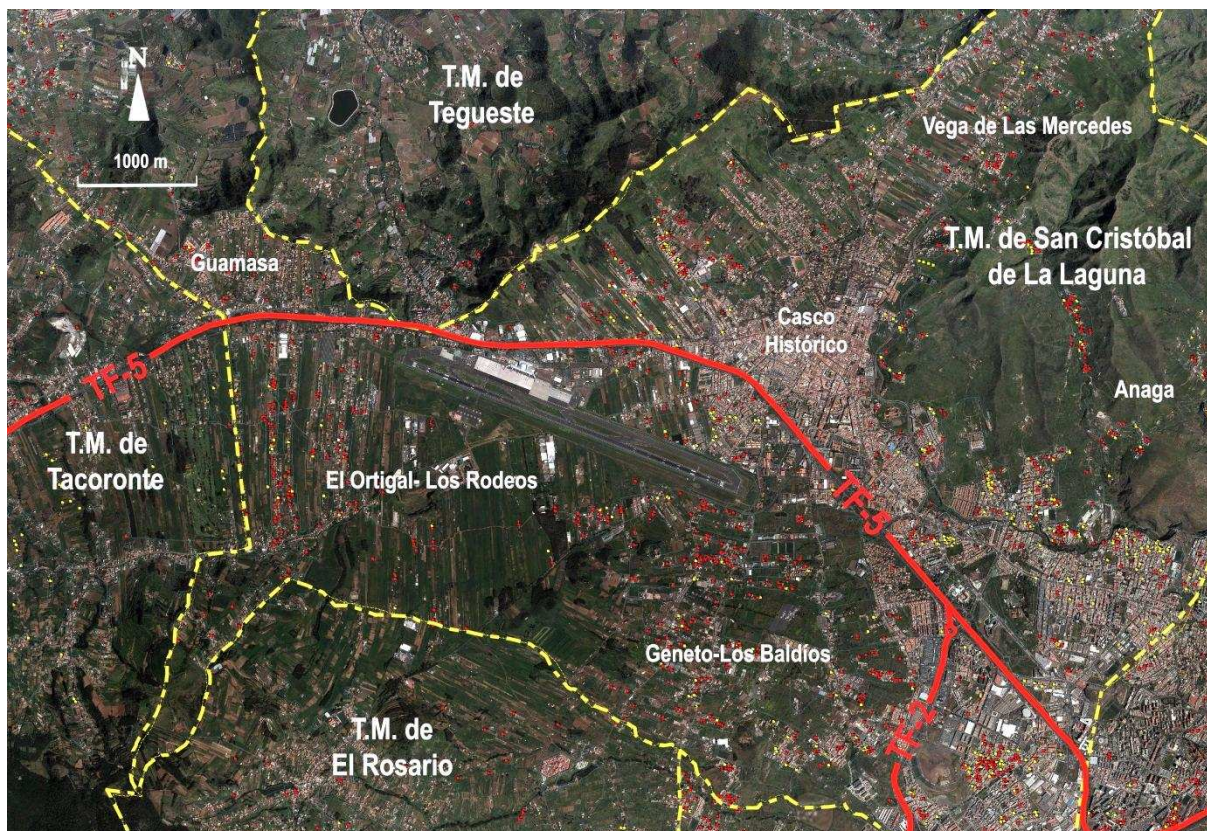 N
1000 m
T.M. de
Tegueste
Vega de Las Mercedes
T.M. de San Cristóbal
de La Laguna
Guamasa
Casco
Histórico
TF-5
Anaga
T.M. de
Tacoronte
El Ortigal- Los Rodeos
TF-5
Geneto-Los Baldíos
T.M. de
El Rosario
TF-2